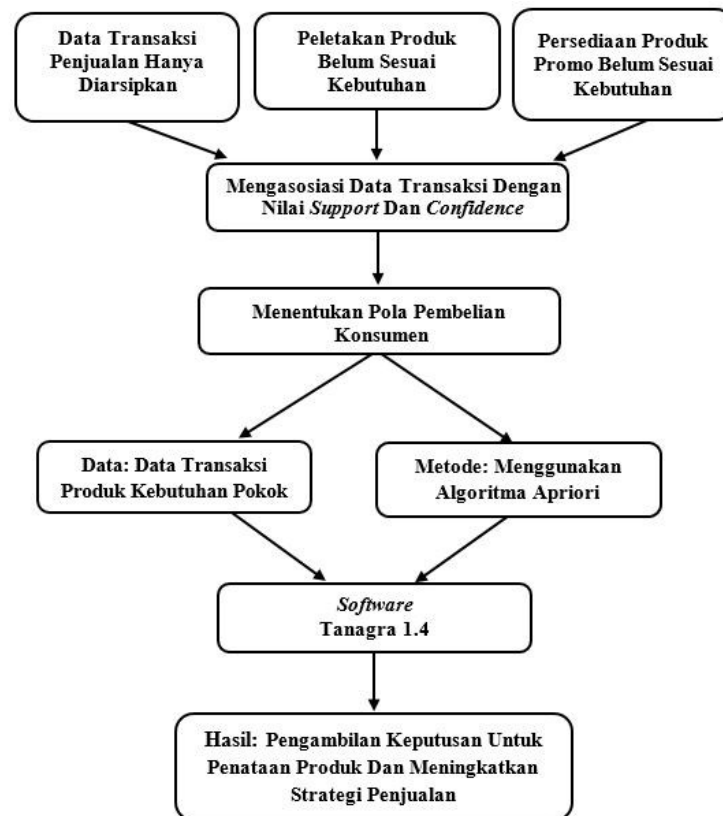 Data Transaksi
Penjualan Hanya
Diarsipkan
Peletakan Produk
Belum Sesuai
Kebutuhan
Persediaan Produk
Promo Belum Sesuai
Kebutuhan
Mengasosiasi Data Transaksi Dengan
Nilai Support Dan Confidence
Menentukan Pola Pembelian
Konsumen
Data: Data Transaksi
Produk Kebutuhan Pokok
Metode: Menggunakan
Algoritma Apriori
Software
Tanagra 1.4
Hasil: Pengambilan Keputusan Untuk
Penataan Produk Dan Meningkatkan
Strategi Penjualan